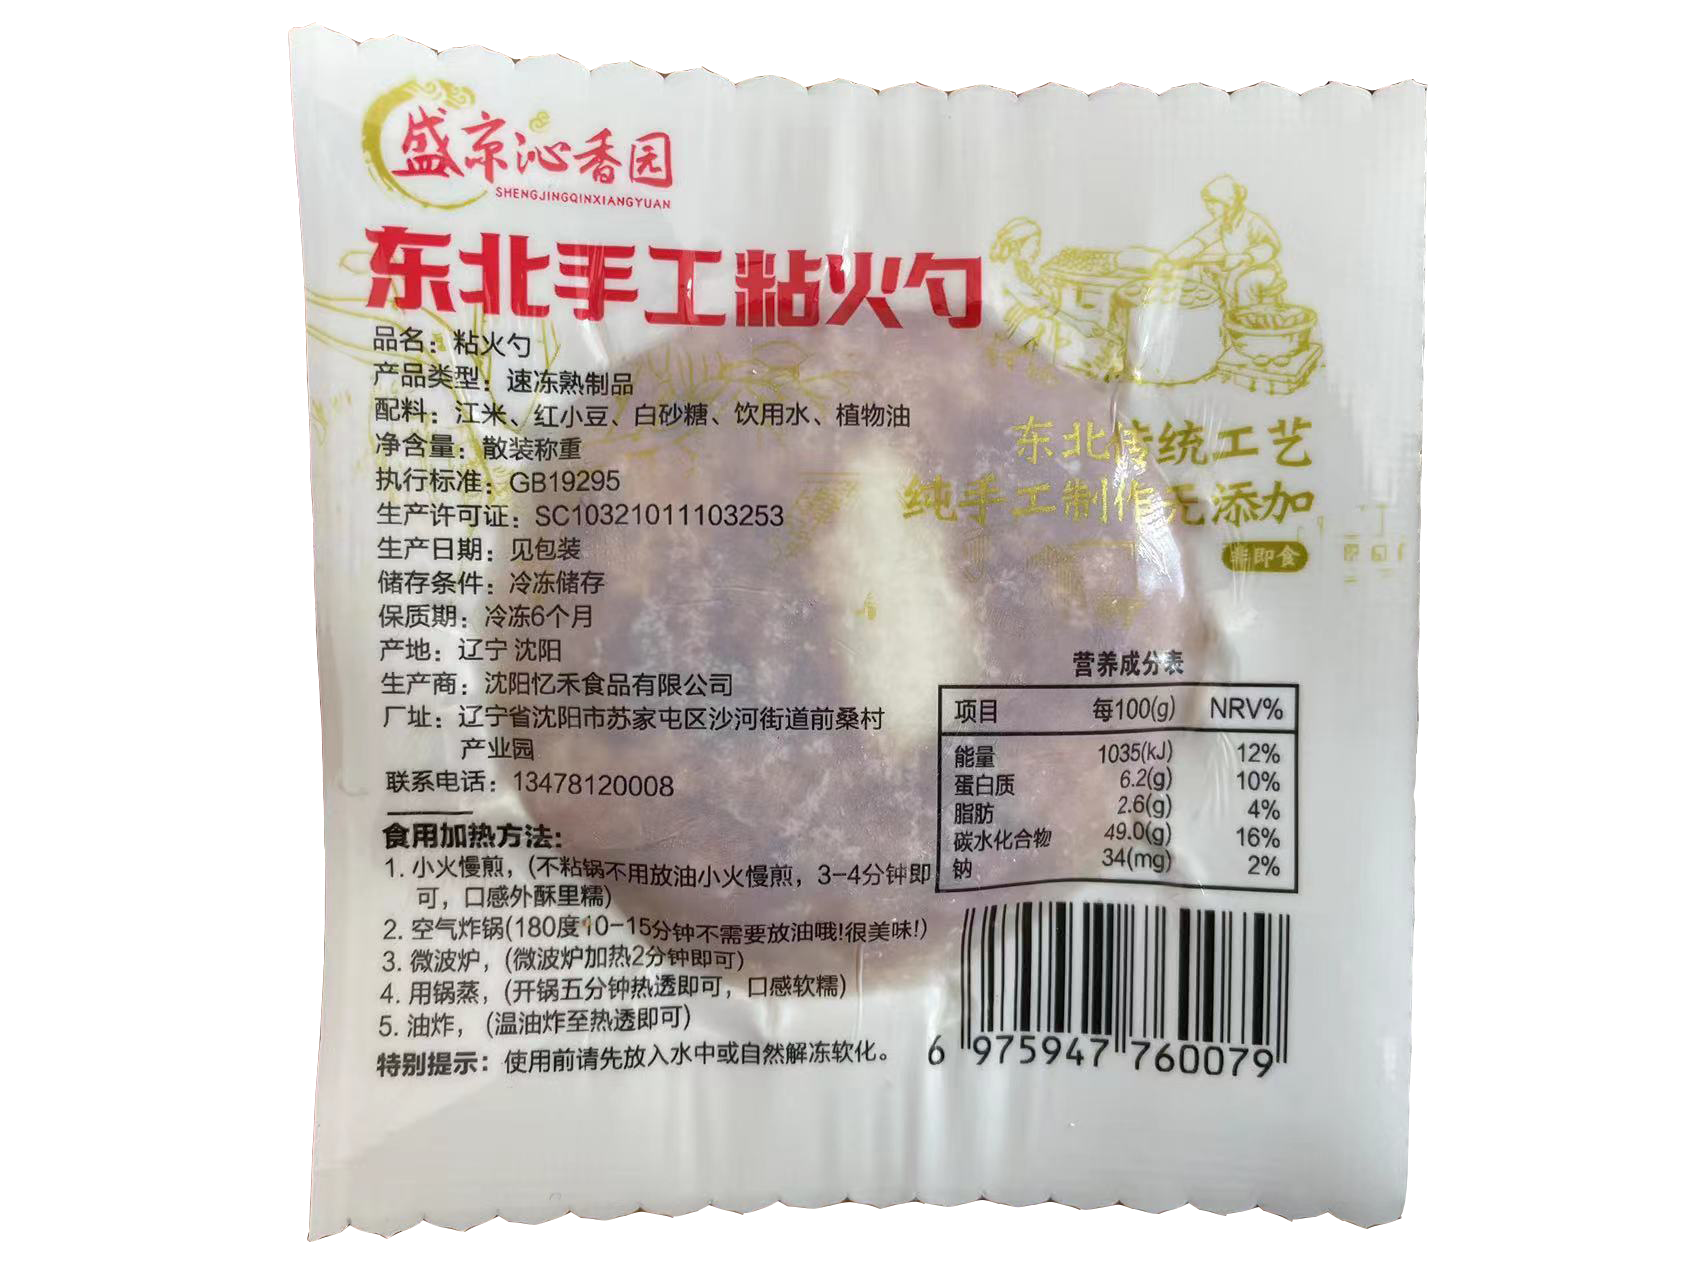 盛京沁香园
SHENGJINGQINXIANGYUAN
东北手工粘火勺
品名：粘火勺
产品类型：速冻熟制品
配料：江米、红小豆、白砂糖、饮用水、植物油
净含量：散装称重
执行标准：GB19295
生产许可证：SC10321011103253
生产日期：见包装
储存条件：冷冻储存
保质期：冷冻6个月
产地：辽宁 沈阳
生产商：沈阳忆禾食品有限公司
厂址：辽宁省沈阳市苏家屯区沙河街道前桑村
产业园
联系电话：13478120008
食用加热方法：
1. 小火慢煎，(不粘锅不用放油小火慢煎，3-4分钟即
可，口感外酥里糯)
2. 空气炸锅(180度10-15分钟不需要放油哦!很美味!)
3. 微波炉，(微波炉加热2分钟即可)
4. 用锅蒸，(开锅五分钟热透即可，口感软糯)
5. 油炸，(温油炸至热透即可)
特别提示：使用前请先放入水中或自然解冻软化。
东北传统工艺
纯手工制作无添加
非即食
营养成分表
项目 每100(g) NRV%
能量 1035(kJ) 12%
蛋白质 6.2(g) 10%
脂肪 2.6(g) 4%
碳水化合物 49.0(g) 16%
钠 34(mg) 2%
6 975947 760079